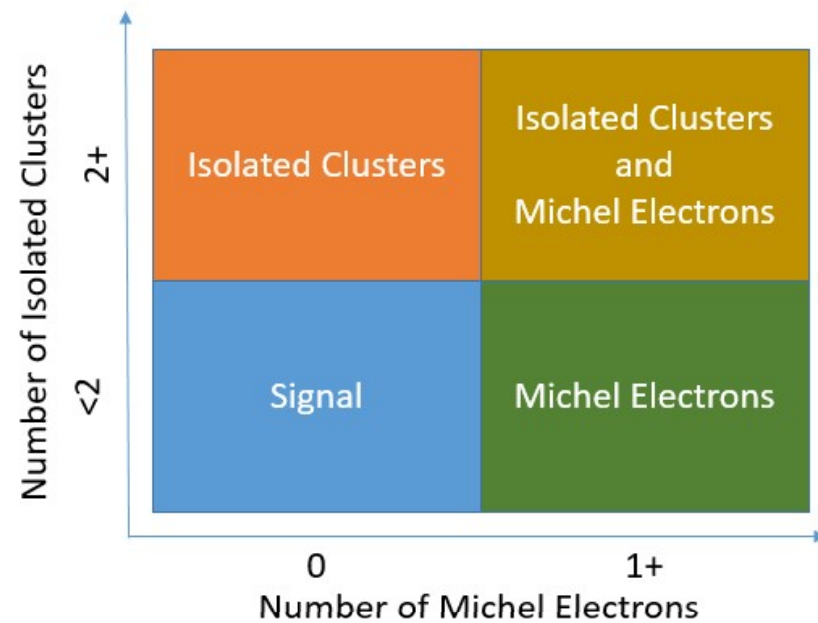 Number of Isolated Clusters
2+
<2
Isolated Clusters
Isolated Clusters
and
Michel Electrons
Signal
Michel Electrons
0
1+
Number of Michel Electrons